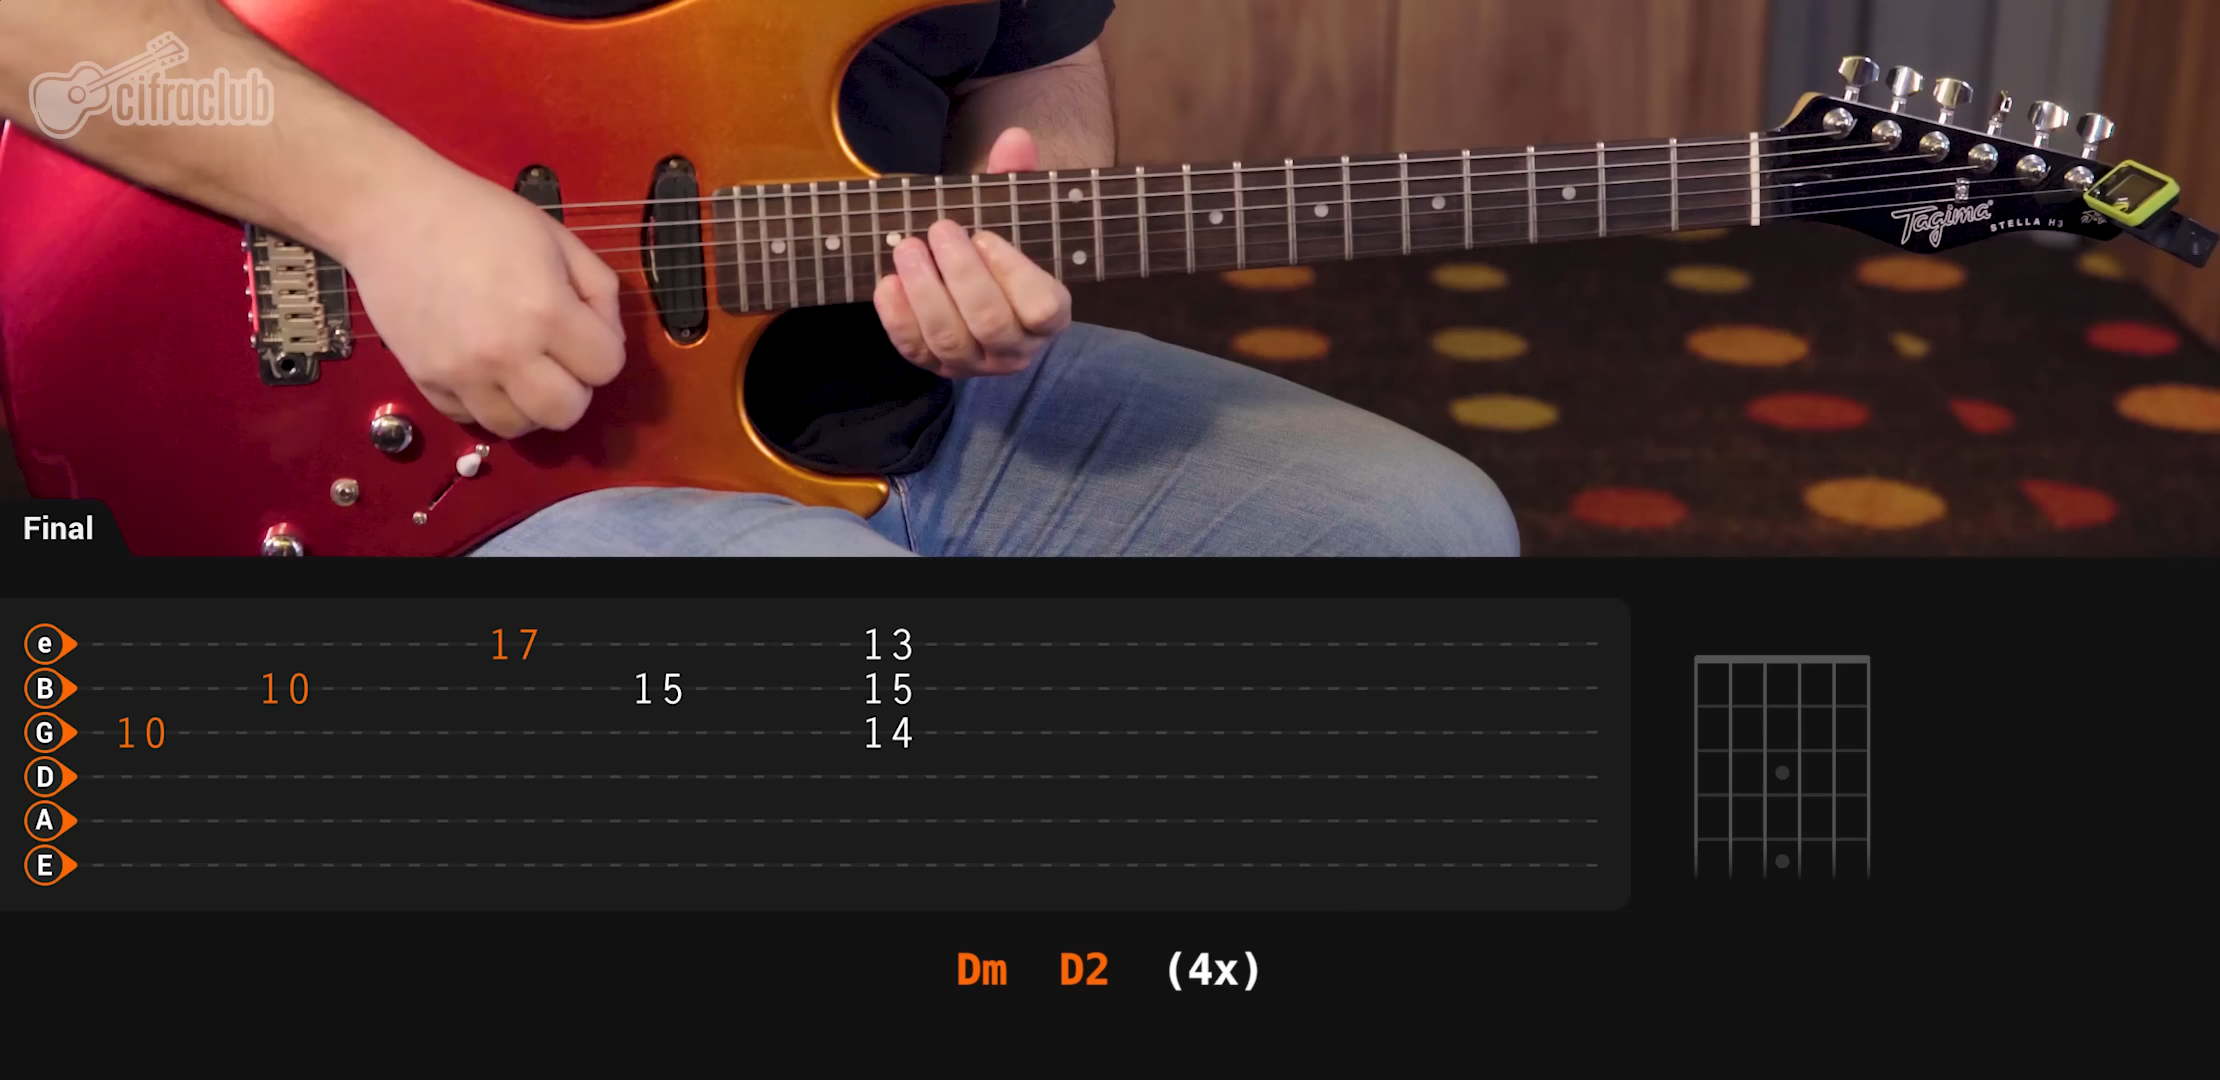 cifraclub
Tagima
STELLA H3
Final
e 17 13
B 10 15 15
G 10 14
D
A
E
Dm D2 (4x)